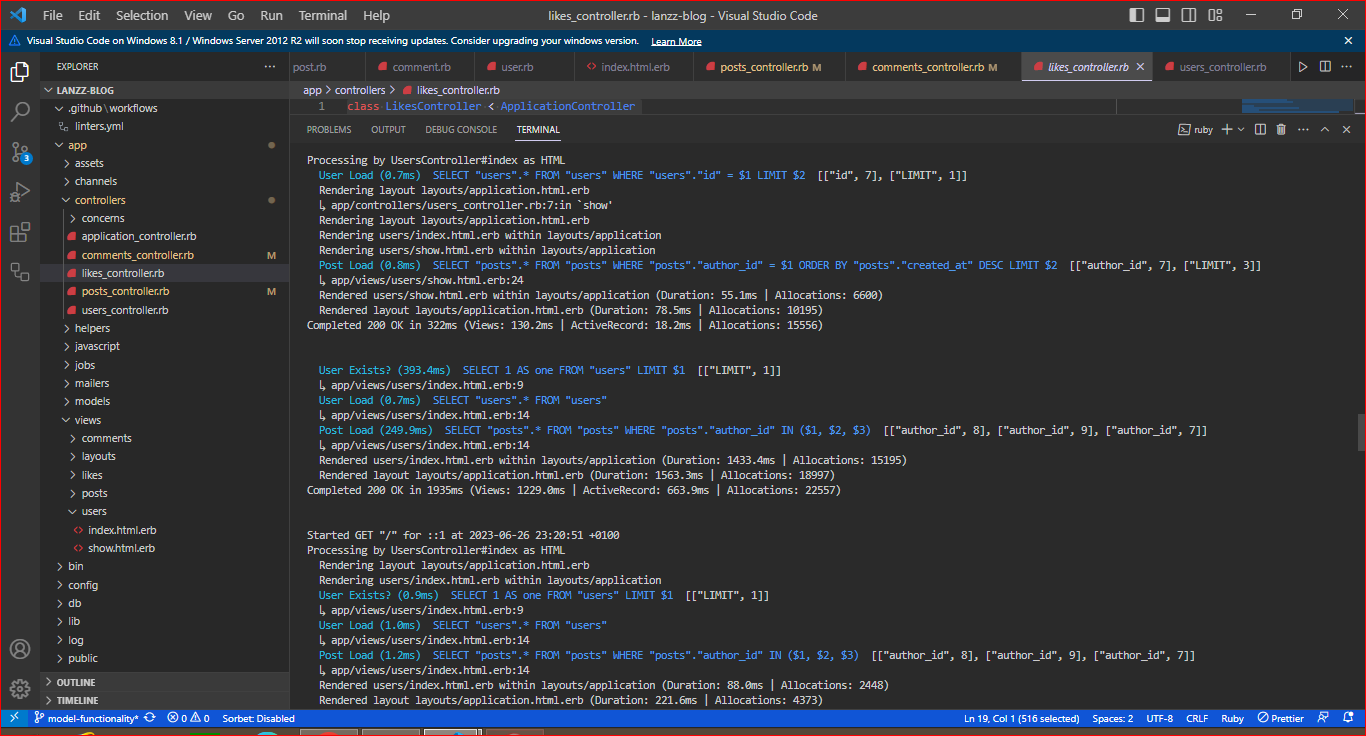 File Edit Selection View Go Run Terminal Help likes_controller.rb - lanzz-blog - Visual Studio Code
Visual Studio Code on Windows 8.1 / Windows Server 2012 R2 will soon stop receiving updates. Consider upgrading your windows version. Learn More
EXPLORER
post.rb comment.rb user.rb index.html.erb posts_controller.rb M comments_controller.rb M likes_controller.rb users_controller.rb
LANZZ-BLOG
.github \ workflows
linters.yml
app
assets
channels
controllers
concerns
application_controller.rb
comments_controller.rb M
likes_controller.rb
posts_controller.rb M
users_controller.rb
helpers
javascript
jobs
mailers
models
views
comments
layouts
likes
posts
users
index.html.erb
show.html.erb
bin
config
db
lib
log
public
OUTLINE
TIMELINE
app > controllers > likes_controller.rb
1 class LikesController < ApplicationController
PROBLEMS OUTPUT DEBUG CONSOLE TERMINAL ruby
Processing by UsersController#index as HTML
User Load (0.7ms) SELECT "users".* FROM "users" WHERE "users"."id" = $1 LIMIT $2 [["id", 7], ["LIMIT", 1]]
Rendering layout layouts/application.html.erb
↳ app/controllers/users_controller.rb:7:in `show'
Rendering layout layouts/application.html.erb
Rendering users/index.html.erb within layouts/application
Rendering users/show.html.erb within layouts/application
Post Load (0.8ms) SELECT "posts".* FROM "posts" WHERE "posts"."author_id" = $1 ORDER BY "posts"."created_at" DESC LIMIT $2 [["author_id", 7], ["LIMIT", 3]]
↳ app/views/users/show.html.erb:24
Rendered users/show.html.erb within layouts/application (Duration: 55.1ms | Allocations: 6600)
Rendered layout layouts/application.html.erb (Duration: 78.5ms | Allocations: 10195)
Completed 200 OK in 322ms (Views: 130.2ms | ActiveRecord: 18.2ms | Allocations: 15556)
User Exists? (393.4ms) SELECT 1 AS one FROM "users" LIMIT $1 [["LIMIT", 1]]
↳ app/views/users/index.html.erb:9
User Load (0.7ms) SELECT "users".* FROM "users"
↳ app/views/users/index.html.erb:14
Post Load (249.9ms) SELECT "posts".* FROM "posts" WHERE "posts"."author_id" IN ($1, $2, $3) [["author_id", 8], ["author_id", 9], ["author_id", 7]]
↳ app/views/users/index.html.erb:14
Rendered users/index.html.erb within layouts/application (Duration: 1433.4ms | Allocations: 15195)
Rendered layout layouts/application.html.erb (Duration: 1563.3ms | Allocations: 18997)
Completed 200 OK in 1935ms (Views: 1229.0ms | ActiveRecord: 663.9ms | Allocations: 22557)
Started GET "/" for ::1 at 2023-06-26 23:20:51 +0100
Processing by UsersController#index as HTML
Rendering layout layouts/application.html.erb
Rendering users/index.html.erb within layouts/application
User Exists? (0.9ms) SELECT 1 AS one FROM "users" LIMIT $1 [["LIMIT", 1]]
↳ app/views/users/index.html.erb:9
User Load (1.0ms) SELECT "users".* FROM "users"
↳ app/views/users/index.html.erb:14
Post Load (1.2ms) SELECT "posts".* FROM "posts" WHERE "posts"."author_id" IN ($1, $2, $3) [["author_id", 8], ["author_id", 9], ["author_id", 7]]
↳ app/views/users/index.html.erb:14
Rendered users/index.html.erb within layouts/application (Duration: 88.0ms | Allocations: 2448)
Rendered layout layouts/application.html.erb (Duration: 221.6ms | Allocations: 4373)
3
model-functionality* 0 0 Sorbet: Disabled Ln 19, Col 1 (516 selected) Spaces: 2 UTF-8 CRLF Ruby Prettier